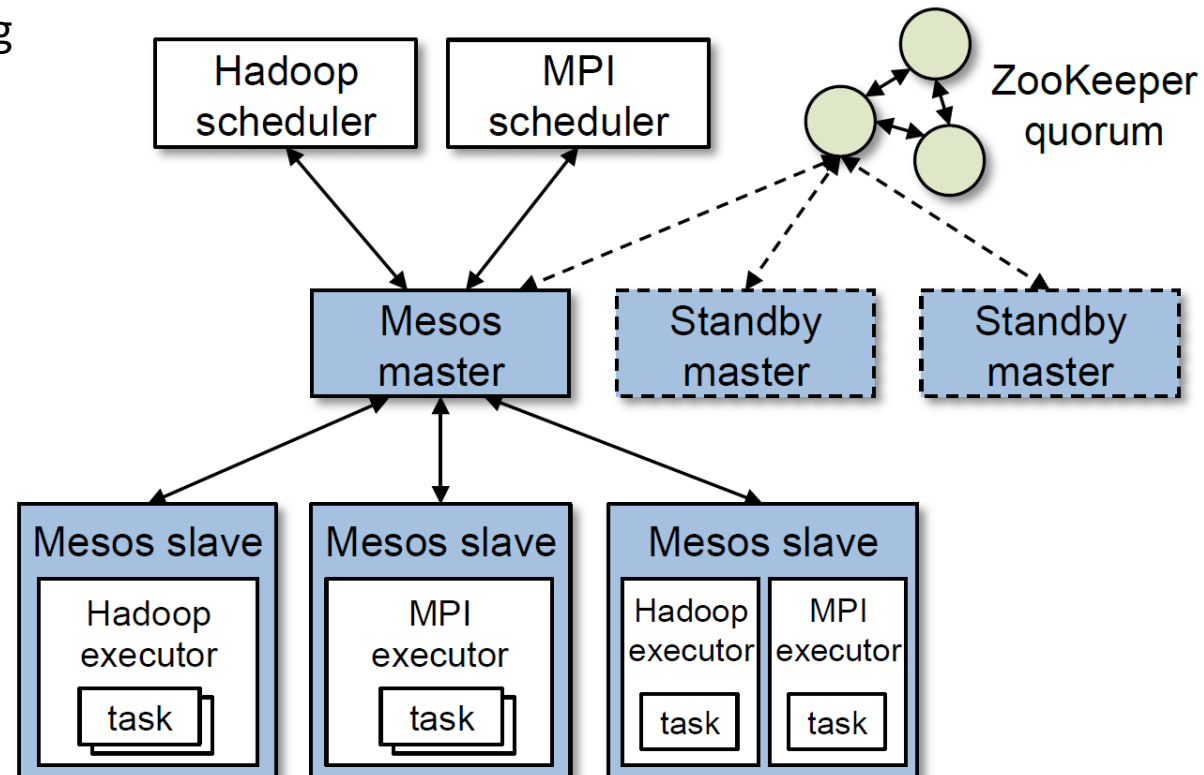 g
Hadoop
scheduler
MPI
scheduler
ZooKeeper
quorum
Mesos
master
Standby
master
Standby
master
Mesos slave
Hadoop
executor
task
Mesos slave
MPI
executor
task
Mesos slave
Hadoop
executor
task
MPI
executor
task